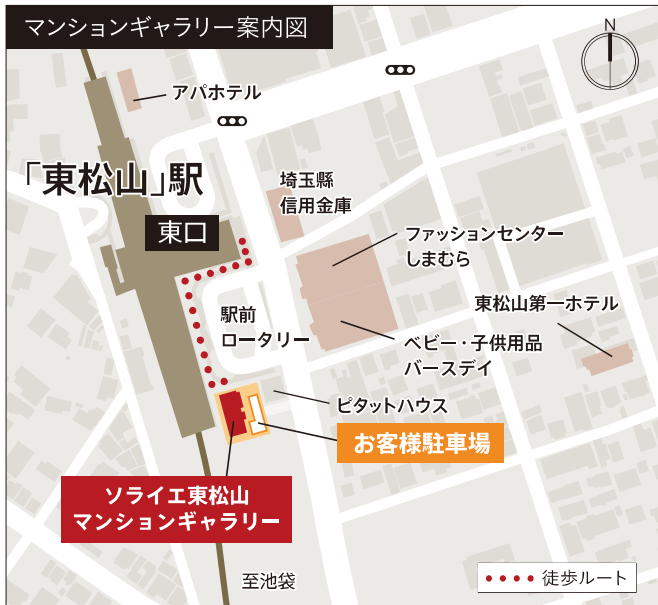 マンションギャラリー案内図
N
アパホテル
「東松山」駅
東口
埼玉縣
信用金庫
ファッションセンター
しまむら
東松山第一ホテル
駅前
ロータリー
ベビー・子供用品
バースデイ
ピタットハウス
お客様駐車場
ソライエ東松山
マンションギャラリー
至池袋
徒歩ルート